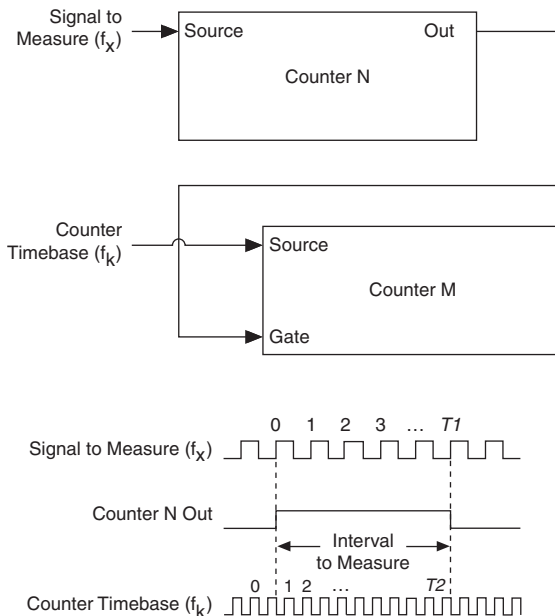 Signal to
Measure (fx)
Source
Out
Counter N
Counter
Timebase (fk)
Source
Counter M
Gate
0 1 2 3 … T1
Signal to Measure (fx)
Counter N Out
Interval
to Measure
0 1 2 … T2
Counter Timebase (fk)